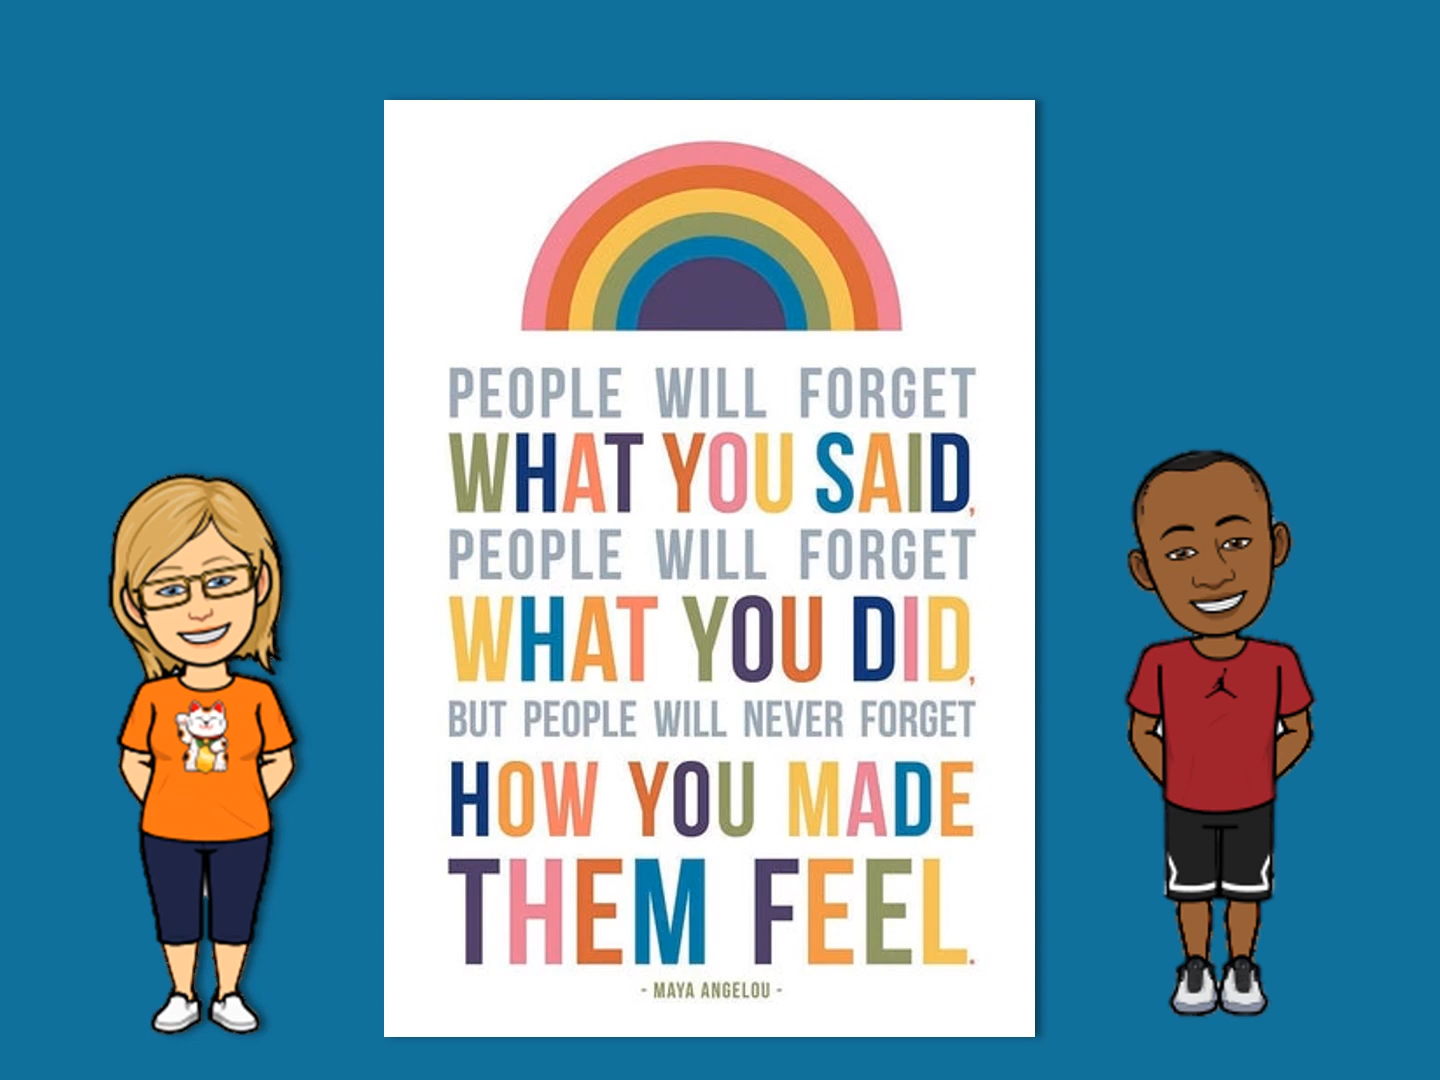 PEOPLE WILL FORGET
WHAT YOU SAID,
PEOPLE WILL FORGET
WHAT YOU DID,
BUT PEOPLE WILL NEVER FORGET
HOW YOU MADE
THEM FEEL.
- MAYA ANGELOU -